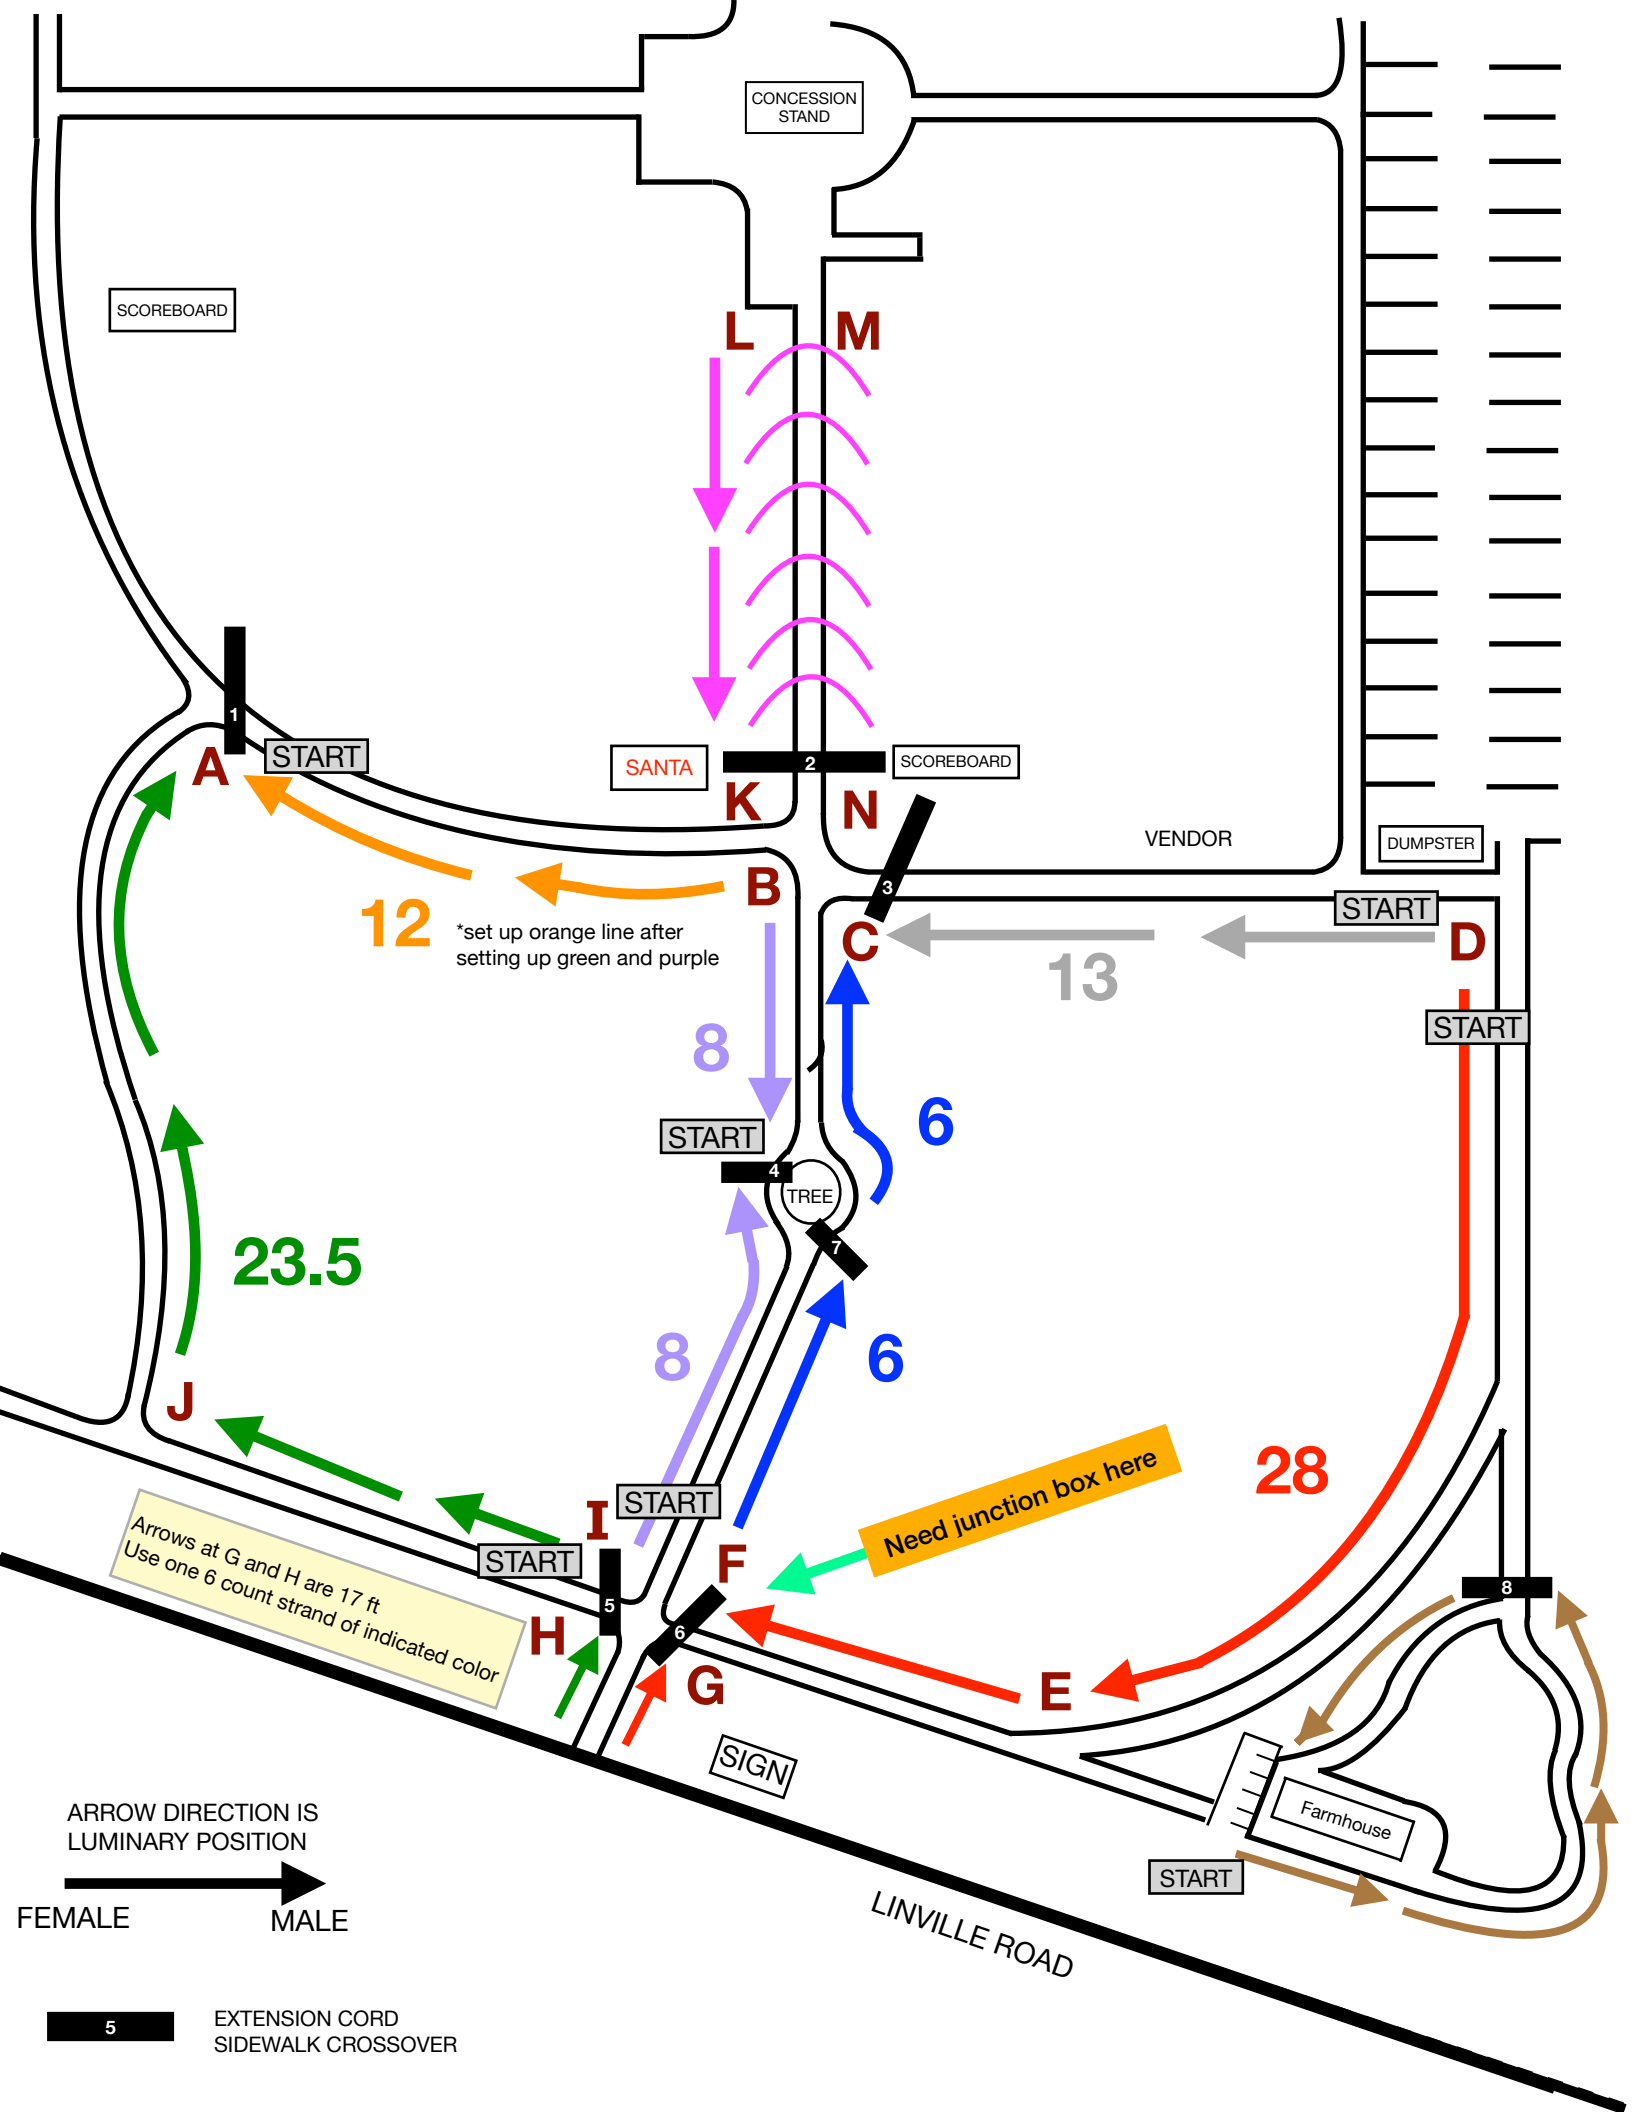 CONCESSION
STAND
SCOREBOARD
L
M
1
START
A
SANTA
2
SCOREBOARD
K
N
VENDOR
DUMPSTER
3
B
START
12
*set up orange line after
setting up green and purple
C
D
13
START
8
6
START
4
TREE
7
23.5
8
6
J
28
Need junction box here
START
I
START
F
5
8
Arrows at G and H are 17 ft
Use one 6 count strand of indicated color
H
6
G
E
SIGN
Farmhouse
START
ARROW DIRECTION IS
LUMINARY POSITION
FEMALE
MALE
LINVILLE ROAD
5
EXTENSION CORD
SIDEWALK CROSSOVER